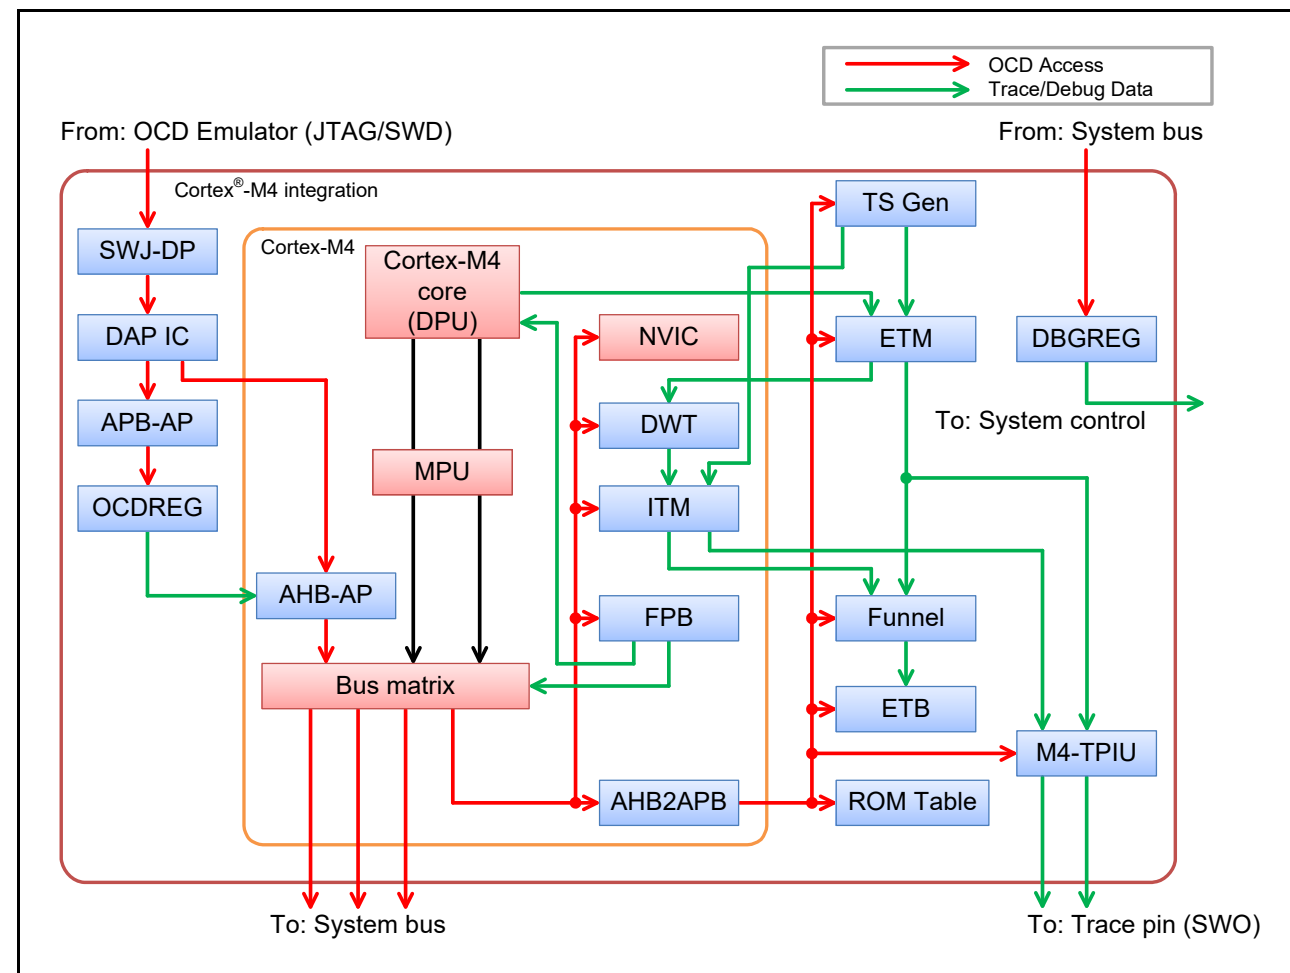 OCD Access
Trace/Debug Data
From: OCD Emulator (JTAG/SWD)
From: System bus
Cortex®-M4 integration
TS Gen
SWJ-DP
Cortex-M4
Cortex-M4
core
(DPU)
DAP IC
NVIC
ETM
DBGREG
APB-AP
DWT
To: System control
MPU
OCDREG
ITM
AHB-AP
FPB
Funnel
Bus matrix
ETB
M4-TPIU
AHB2APB
ROM Table
To: System bus
To: Trace pin (SWO)